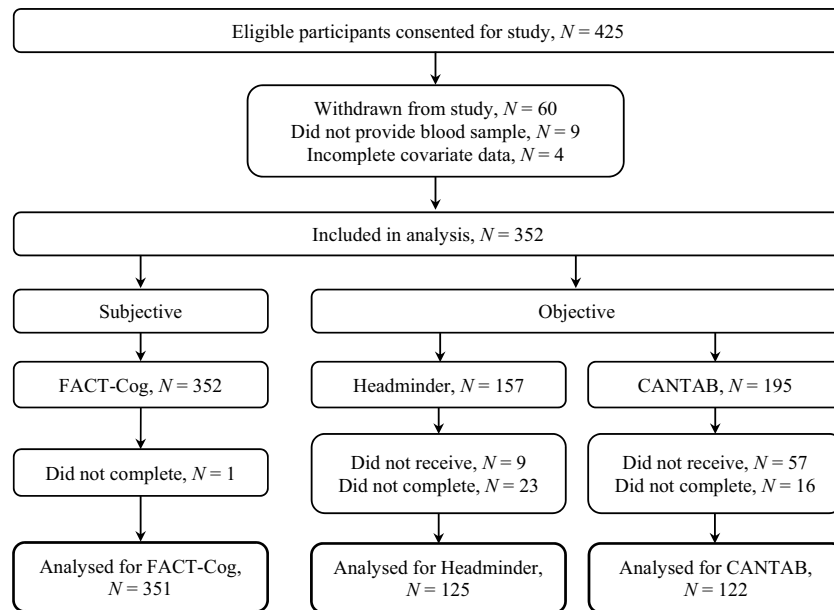 Eligible participants consented for study, N = 425
Withdrawn from study, N = 60
Did not provide blood sample, N = 9
Incomplete covariate data, N = 4
Included in analysis, N = 352
Subjective
Objective
FACT-Cog, N = 352
Headminder, N = 157
CANTAB, N = 195
Did not complete, N = 1
Did not receive, N = 9
Did not complete, N = 23
Did not receive, N = 57
Did not complete, N = 16
Analysed for FACT-Cog,
N = 351
Analysed for Headminder,
N = 125
Analysed for CANTAB,
N = 122